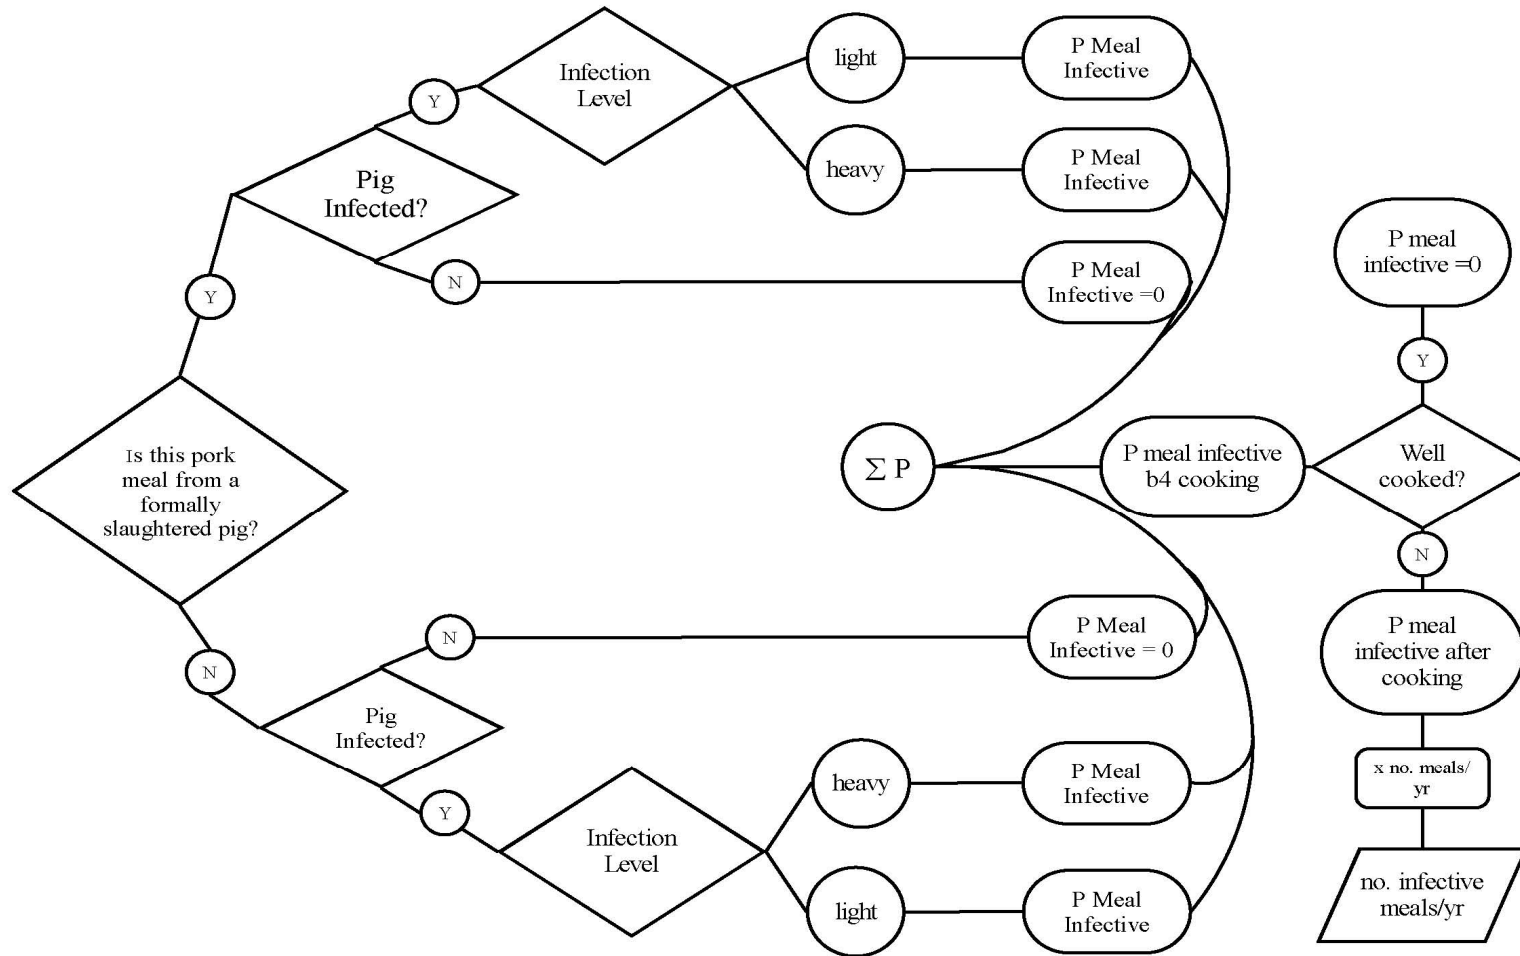 Infection
Level
light
P Meal
Infective
Y
heavy
P Meal
Infective
Pig
Infected?
N
P Meal
Infective =0
Y
Is this pork
meal from a
formally
slaughtered pig?
∑ P
P meal infective
b4 cooking
Well
cooked?
Y
P meal
infective =0
N
P meal
infective after
cooking
x no. meals/
yr
no. infective
meals/yr
N
N
P Meal
Infective = 0
Pig
Infected?
Y
Infection
Level
heavy
P Meal
Infective
light
P Meal
Infective